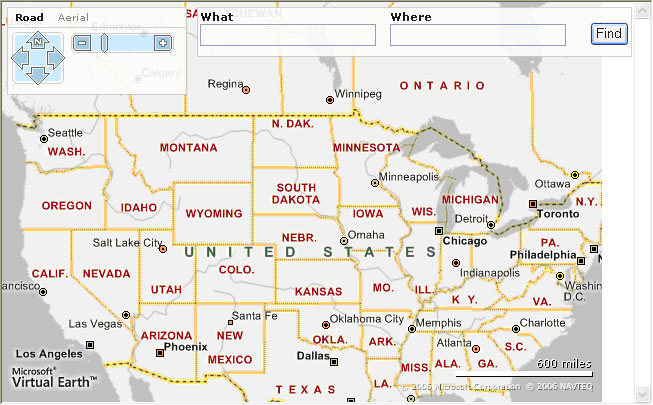 Road Aerial
What
Where
Find
N
SASKATCHEWAN
Edmonton
Calgary
Regina
Winnipeg
ONTARIO
Seattle
WASH.
MONTANA
N. DAK.
MINNESOTA
Minneapolis
Ottawa
OREGON
IDAHO
WYOMING
SOUTH
DAKOTA
WIS.
MICHIGAN
Detroit
Toronto
N.Y.
IOWA
Salt Lake City
NEBR.
Omaha
Chicago
PA.
Philadelphia
N
UNITED STATES
CALIF.
NEVADA
UTAH
COLO.
KANSAS
MO.
ILL.
Indianapolis
Washin
D.C.
ancisco
K Y.
VA.
Las Vegas
Santa Fe
Oklahoma City
Memphis
Charlotte
ARIZONA
Phoenix
NEW
MEXICO
OKLA.
ARK.
Atlanta
S.C.
Los Angeles
Dallas
MISS.
ALA.
GA.
600 miles
Microsoft®
Virtual Earth™
TEXAS
LA.
© 2006 Microsoft Corporation © 2006 NAVTEQ